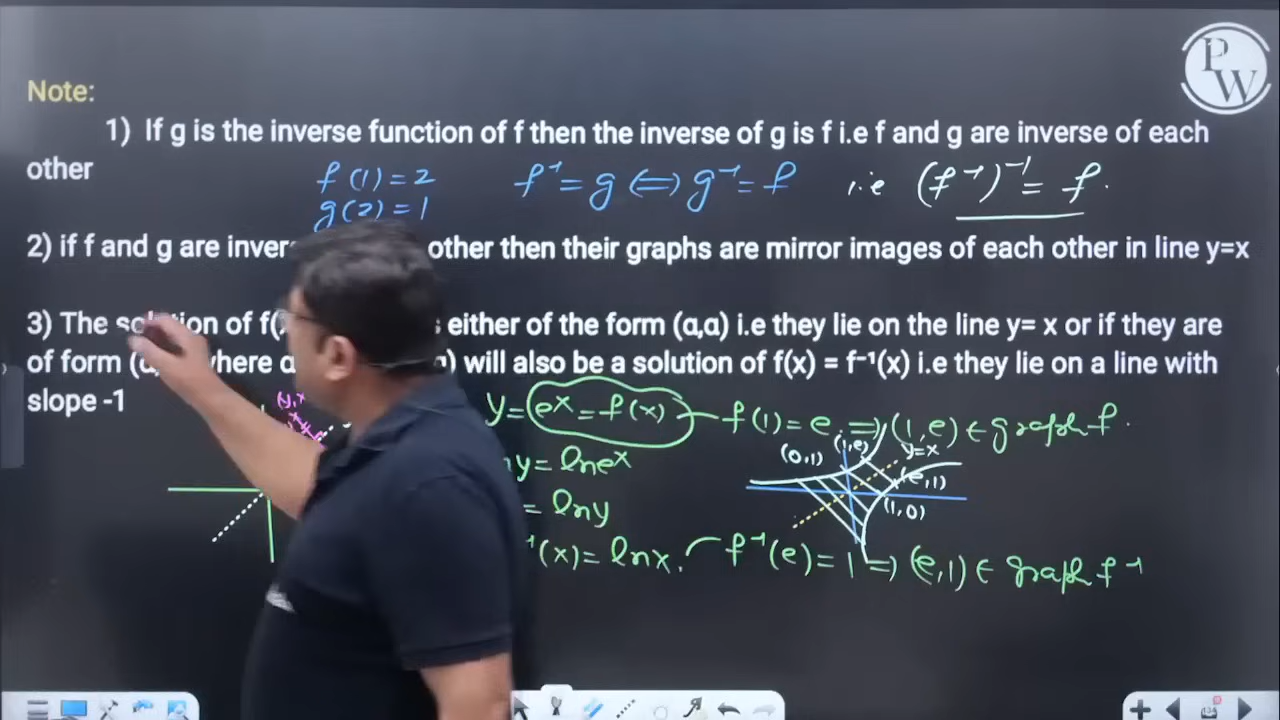 PW
Note:
1) If g is the inverse function of f then the inverse of g is f i.e f and g are inverse of each
other
f(1) = 2
f⁻¹ = g ⟺ g⁻¹ = f i.e (f⁻¹)⁻¹ = f.
g(2) = 1
2) if f and g are other then their graphs are mirror images of each other in line y=x
3) The solution of either of the form (a,a) i.e they lie on the line y= x or if they are
of form will also be a solution of f(x) = f⁻¹(x) i.e they lie on a line with
slope -1
y = eˣ = f(x) f(1) = e. ⇒ (1,e) ∈ graph f.
(0,1) (1,e) y=x
y = ln eˣ
(e,1)
= ln y
(1,0)
(x) = ln x. f⁻¹(e) = 1 ⇒ (e,1) ∈ graph f⁻¹